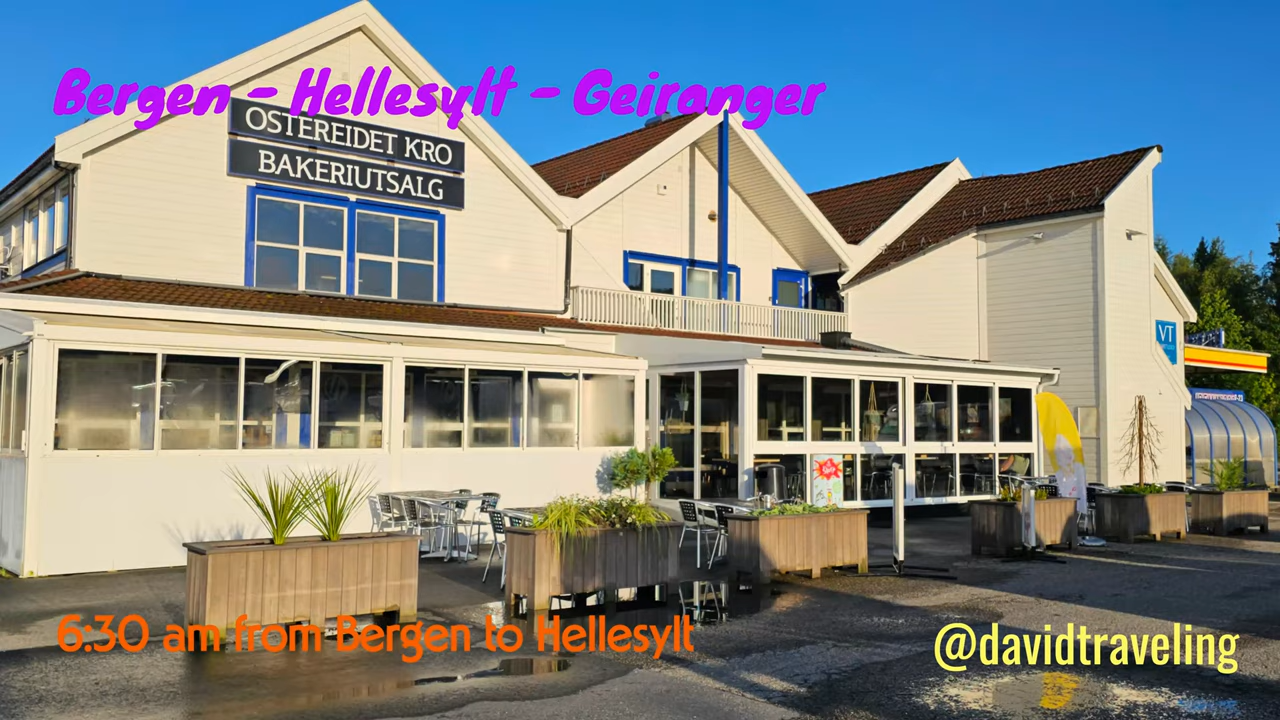 Bergen - Hellesylt - Geiranger
OSTEREIDET KRO
BAKERIUTSALG
VT
6:30 am from Bergen to Hellesylt
@davidtraveling